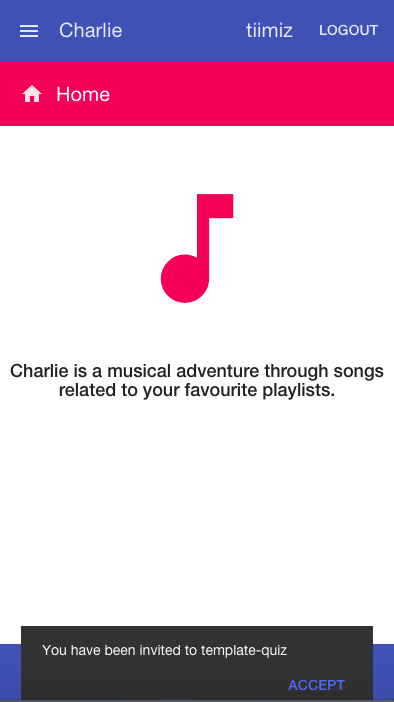 Charlie
tiimiz
LOGOUT
Home
Charlie is a musical adventure through songs
related to your favourite playlists.
You have been invited to template-quiz
ACCEPT